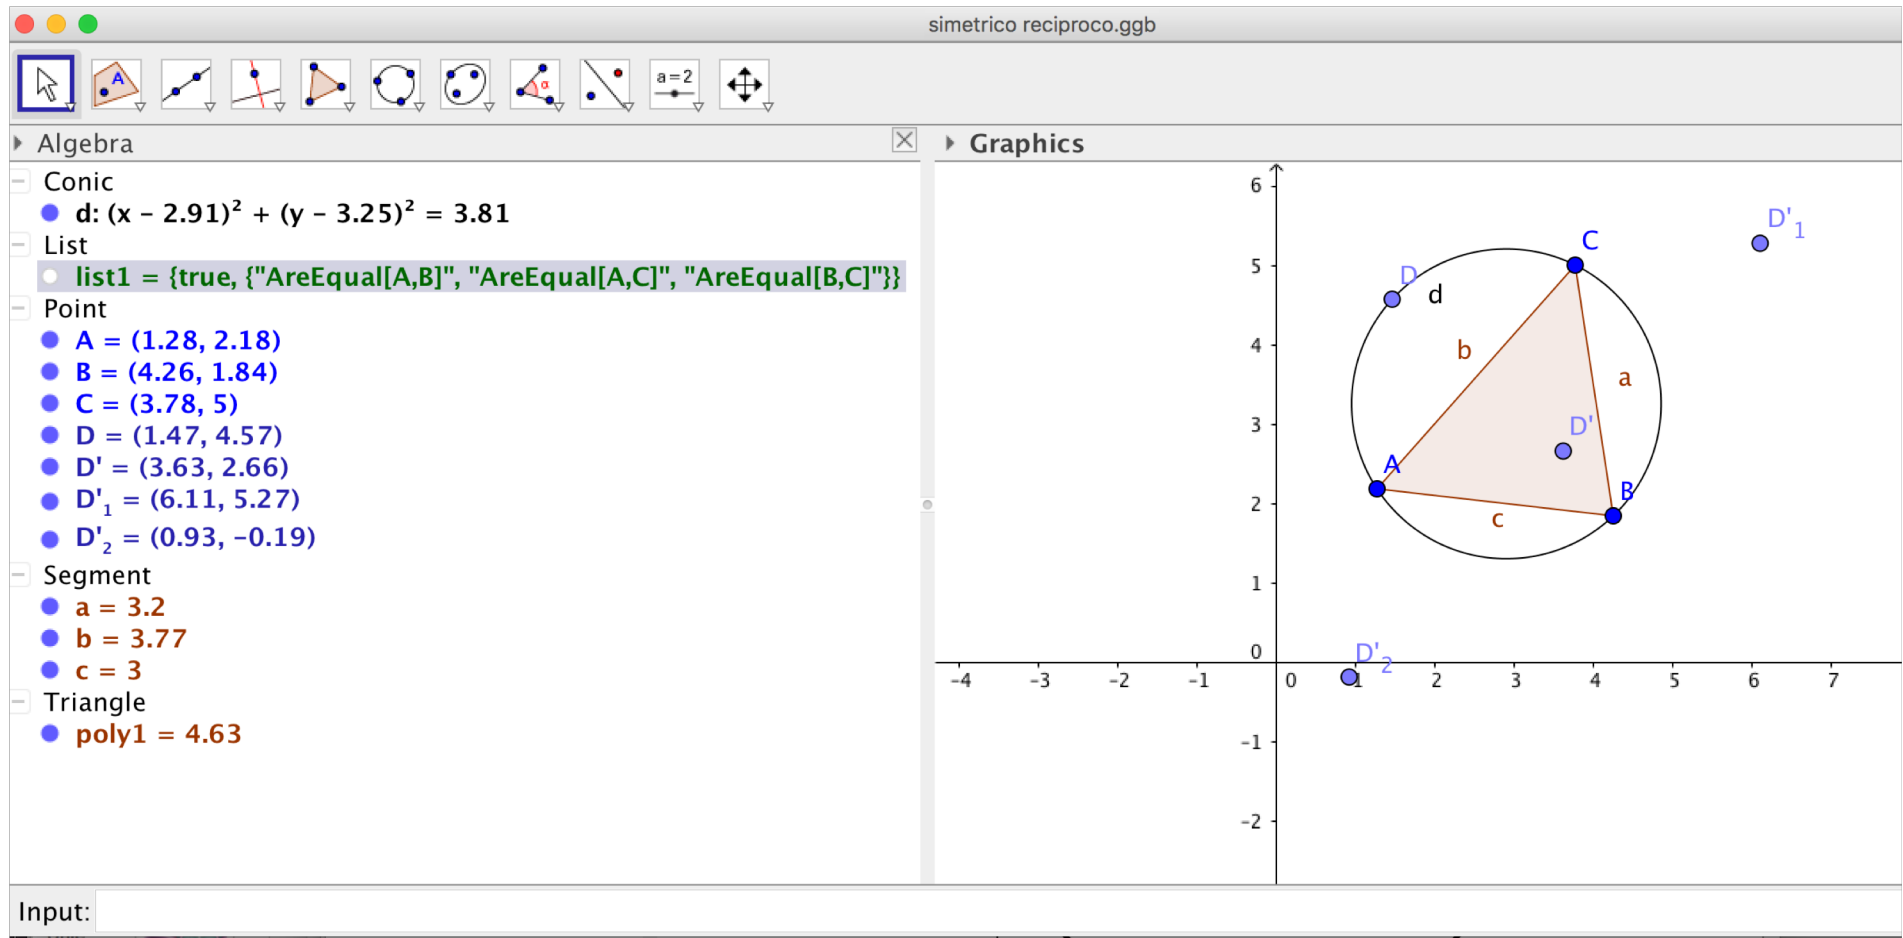 simetrico reciproco.ggb
A
α
a=2
Algebra
Conic
d: (x – 2.91)² + (y – 3.25)² = 3.81
List
list1 = {true, {"AreEqual[A,B]", "AreEqual[A,C]", "AreEqual[B,C]"}}
Point
A = (1.28, 2.18)
B = (4.26, 1.84)
C = (3.78, 5)
D = (1.47, 4.57)
D' = (3.63, 2.66)
D'₁ = (6.11, 5.27)
D'₂ = (0.93, –0.19)
Segment
a = 3.2
b = 3.77
c = 3
Triangle
poly1 = 4.63
Graphics
6
5
4
3
2
1
0
-1
-2
-4 -3 -2 -1 0 1 2 3 4 5 6 7
D'₁
C
D
d
b
a
D'
A
B
c
D'₂
Input: